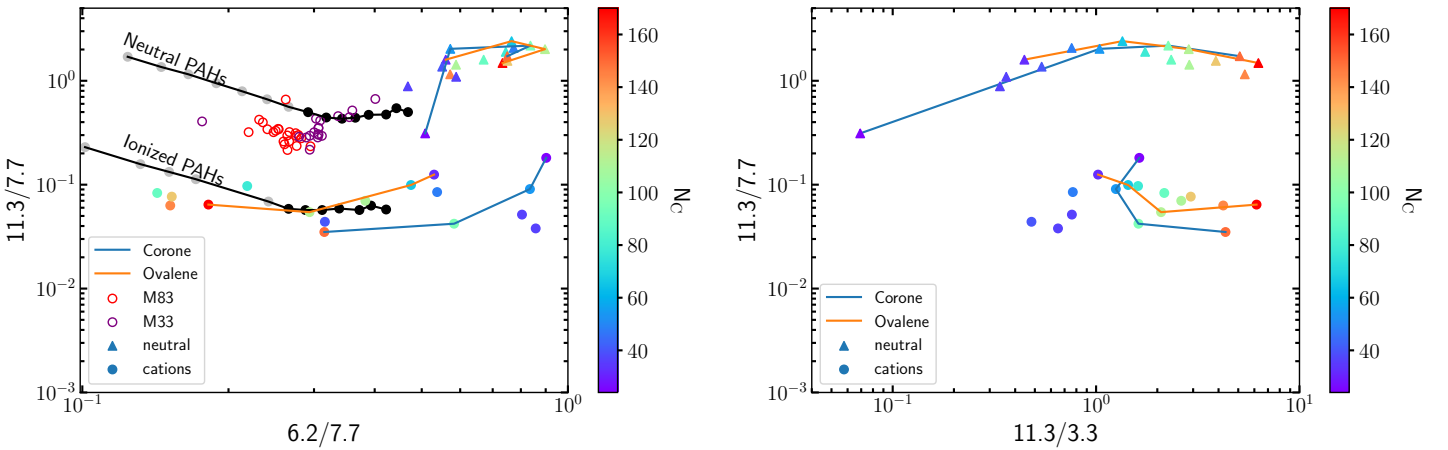 10^0
10^-1
10^-2
10^-3
11.3/7.7
Neutral PAHs
Ionized PAHs
Corone
Ovalene
M83
M33
neutral
cations
10^-1
10^0
6.2/7.7
160
140
120
100
80
60
40
N_C
10^0
10^-1
10^-2
10^-3
11.3/7.7
Corone
Ovalene
neutral
cations
10^-1
10^0
10^1
11.3/3.3
160
140
120
100
80
60
40
N_C